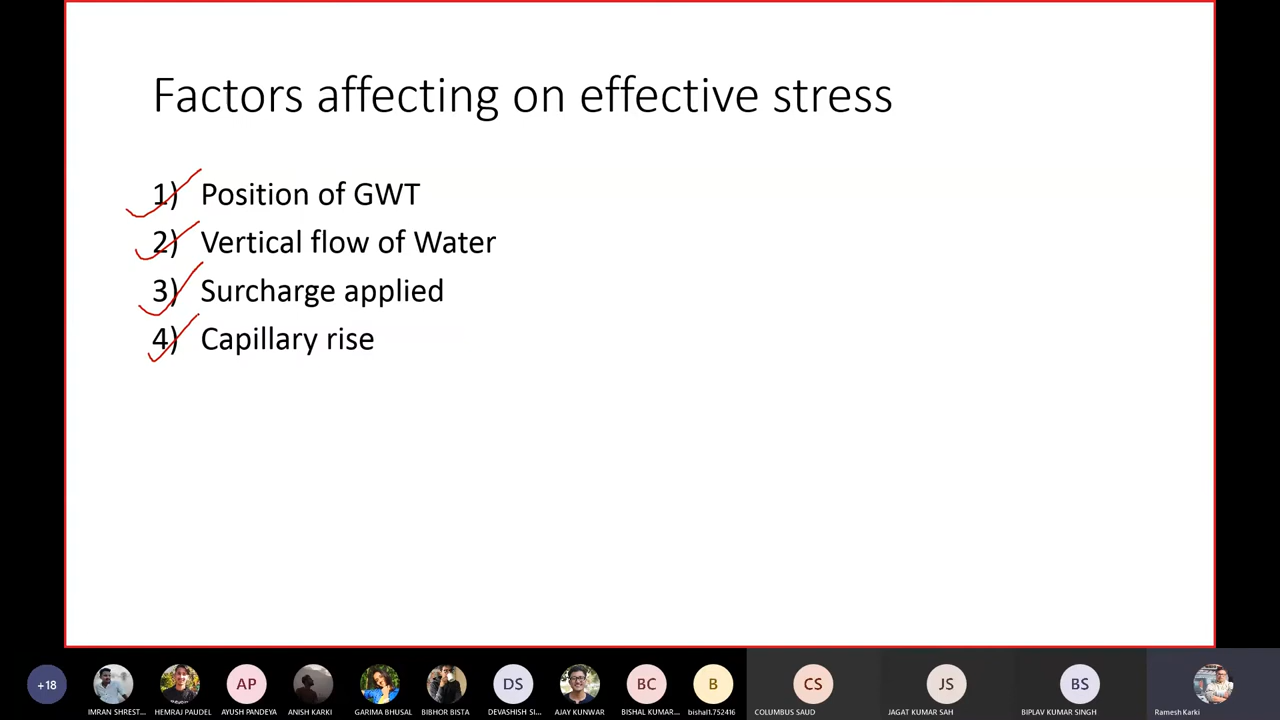 Factors affecting on effective stress
1) Position of GWT
2) Vertical flow of Water
3) Surcharge applied
4) Capillary rise
+18
AP
DS
BC
B
CS
JS
BS
IMRAN SHREST...
HEMRAJ PAUDEL
AYUSH PANDEYA
ANISH KARKI
GARIMA BHUSAL
BIBHOR BISTA
DEVASHISH SI...
AJAY KUNWAR
BISHAL KUMAR...
bishal1.752416
COLUMBUS SAUD
JAGAT KUMAR SAH
BIPLAV KUMAR SINGH
Ramesh Karki